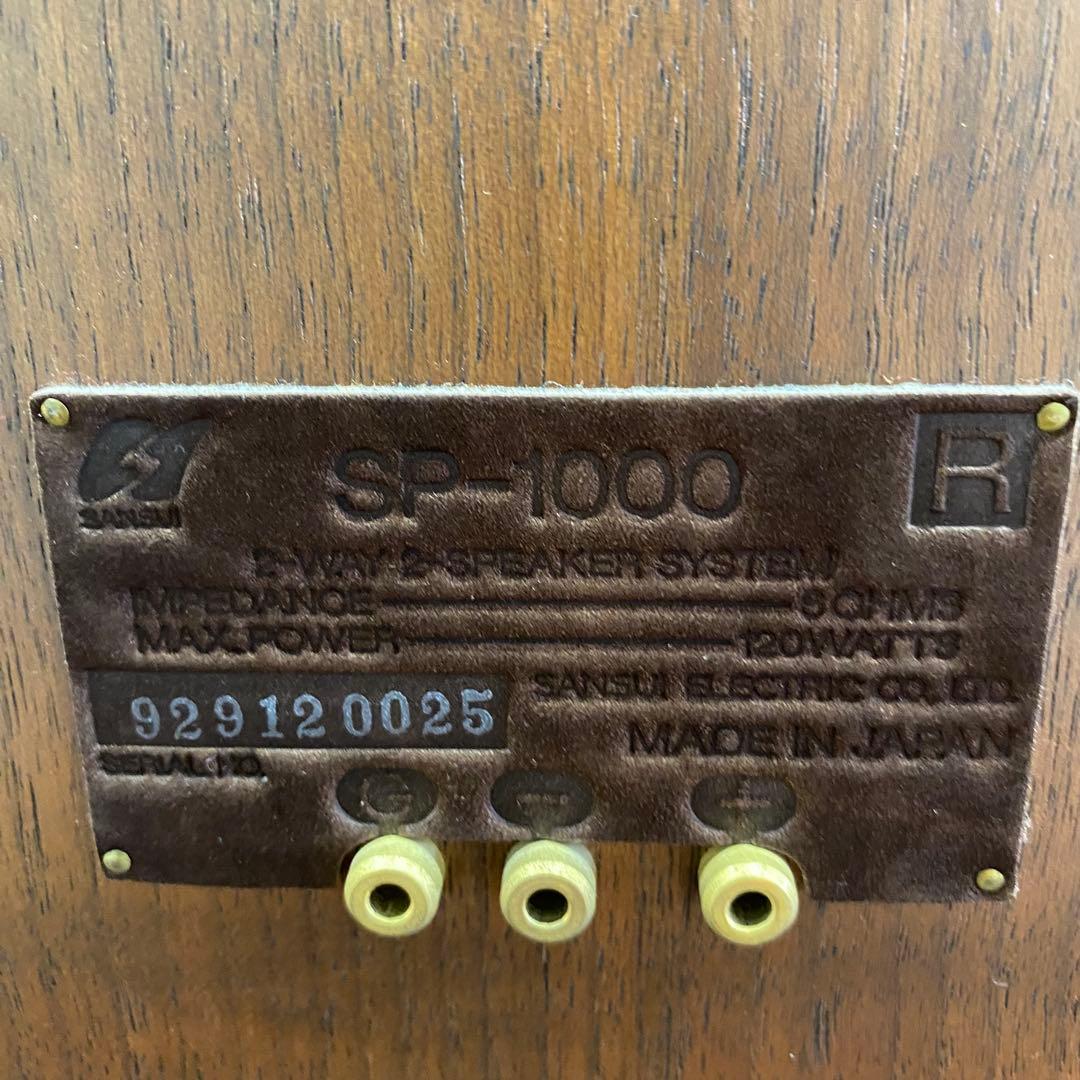 SANSUI
SP-1000
R
2-WAY 2-SPEAKER SYSTEM
IMPEDANCE 6 OHMS
MAX. POWER 120WATTS
929120025
SERIAL NO.
SANSUI ELECTRIC CO., LTD.
MADE IN JAPAN
G
−
+